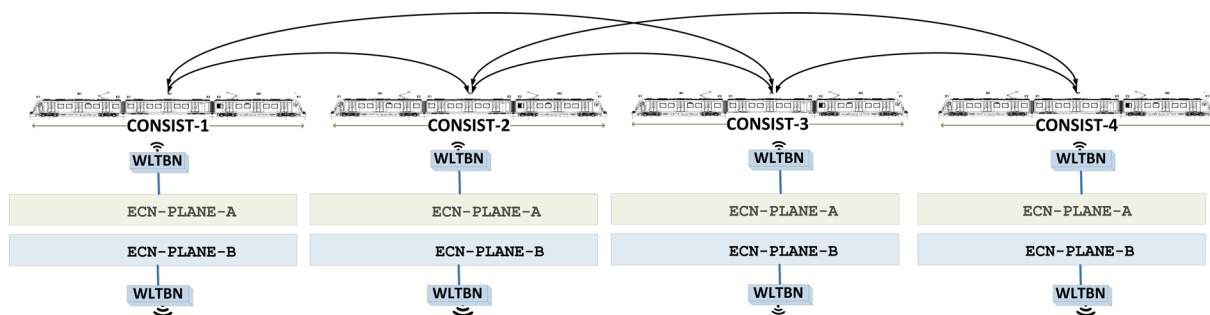 CONSIST-1 CONSIST-2 CONSIST-3 CONSIST-4
WLTBN WLTBN WLTBN WLTBN
ECN-PLANE-A ECN-PLANE-A ECN-PLANE-A ECN-PLANE-A
ECN-PLANE-B ECN-PLANE-B ECN-PLANE-B ECN-PLANE-B
WLTBN WLTBN WLTBN WLTBN